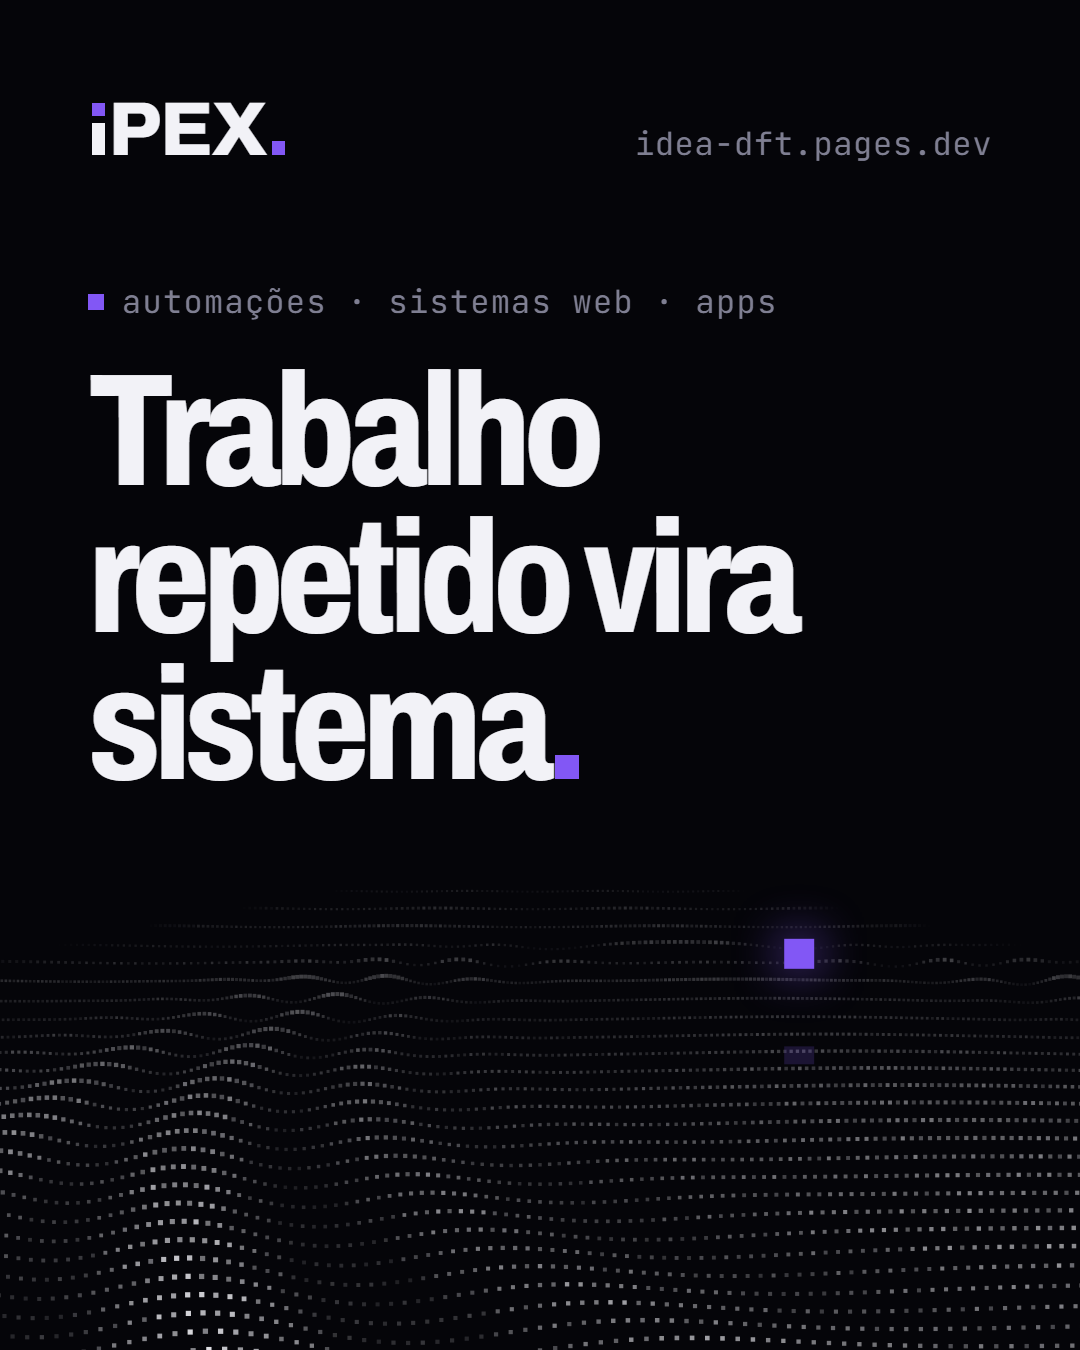 iPEX.
idea-dft.pages.dev
automações · sistemas web · apps
Trabalho
repetido vira
sistema.